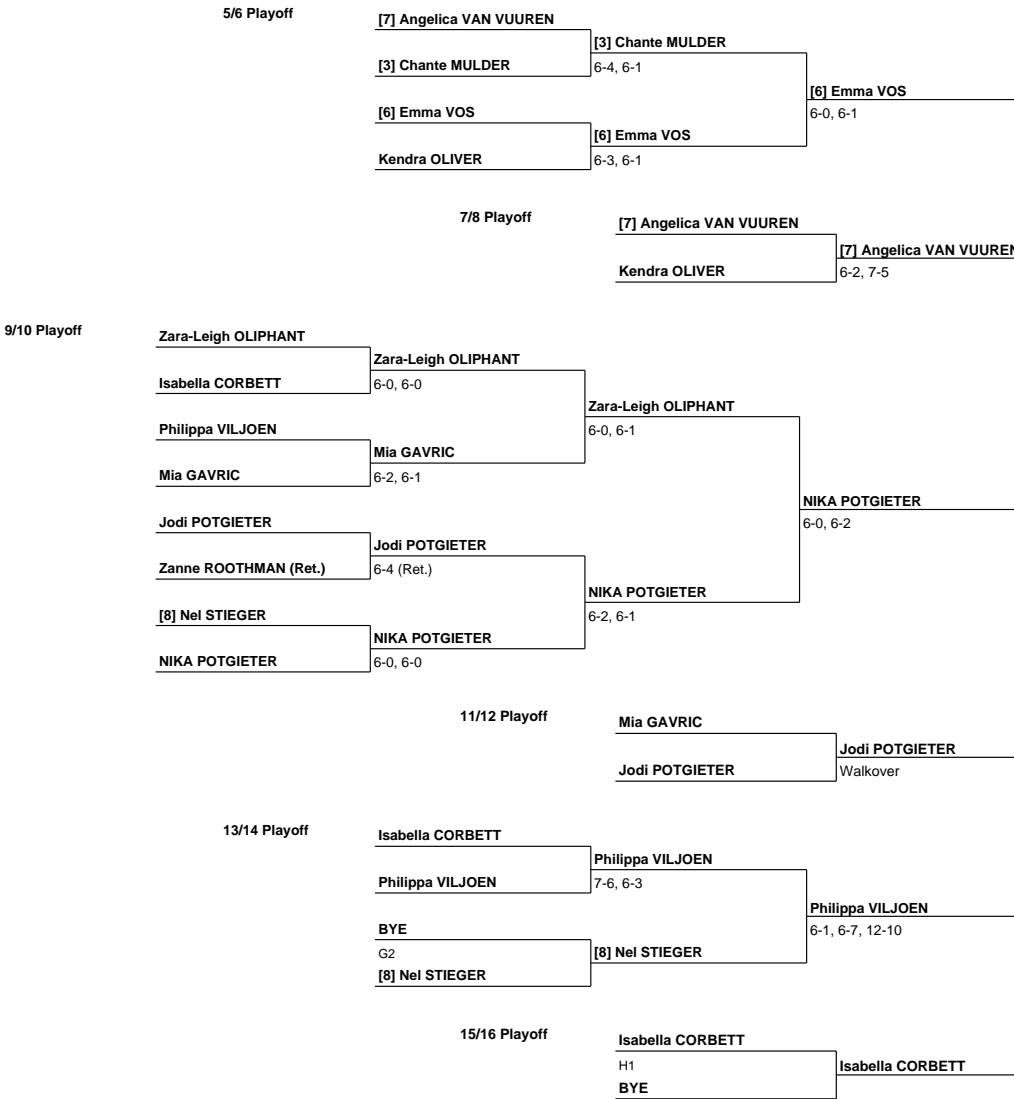 5/6 Playoff
[7] Angelica VAN VUUREN
[3] Chante MULDER
[3] Chante MULDER
6-4, 6-1
[6] Emma VOS
[6] Emma VOS
6-0, 6-1
[6] Emma VOS
Kendra OLIVER
6-3, 6-1
7/8 Playoff
[7] Angelica VAN VUUREN
[7] Angelica VAN VUUREN
Kendra OLIVER
6-2, 7-5
9/10 Playoff
Zara-Leigh OLIPHANT
Zara-Leigh OLIPHANT
Isabella CORBETT
6-0, 6-0
Zara-Leigh OLIPHANT
6-0, 6-1
Philippa VILJOEN
Mia GAVRIC
Mia GAVRIC
6-2, 6-1
NIKA POTGIETER
6-0, 6-2
Jodi POTGIETER
Jodi POTGIETER
Zanne ROOTHMAN (Ret.)
6-4 (Ret.)
NIKA POTGIETER
6-2, 6-1
[8] Nel STIEGER
NIKA POTGIETER
NIKA POTGIETER
6-0, 6-0
11/12 Playoff
Mia GAVRIC
Jodi POTGIETER
Jodi POTGIETER
Walkover
13/14 Playoff
Isabella CORBETT
Philippa VILJOEN
Philippa VILJOEN
7-6, 6-3
Philippa VILJOEN
6-1, 6-7, 12-10
BYE
G2
[8] Nel STIEGER
[8] Nel STIEGER
15/16 Playoff
Isabella CORBETT
H1
Isabella CORBETT
BYE